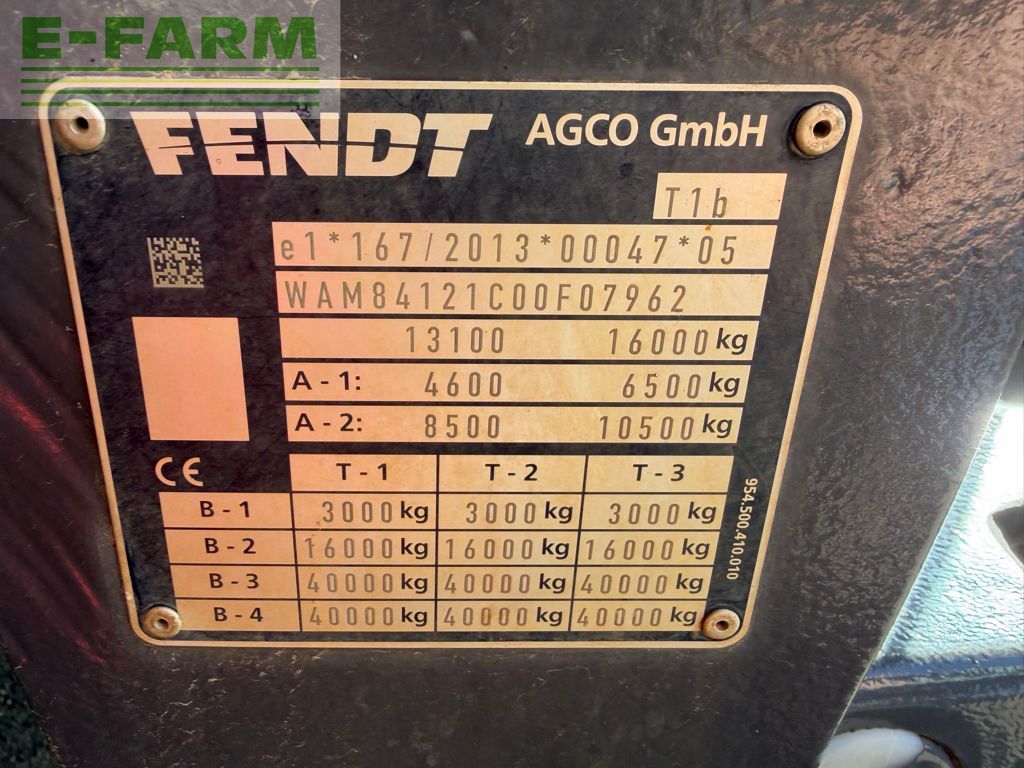 E-FARM
FENDT AGCO GmbH
T1b
e1*167/2013*00047*05
WAM84121C00F07962
13100 16000 kg
A - 1: 4600 6500 kg
A - 2: 8500 10500 kg
CE T - 1 T - 2 T - 3
B - 1 3000 kg 3000 kg 3000 kg
B - 2 16000 kg 16000 kg 16000 kg
B - 3 40000 kg 40000 kg 40000 kg
B - 4 40000 kg 40000 kg 40000 kg
954.500.410.010